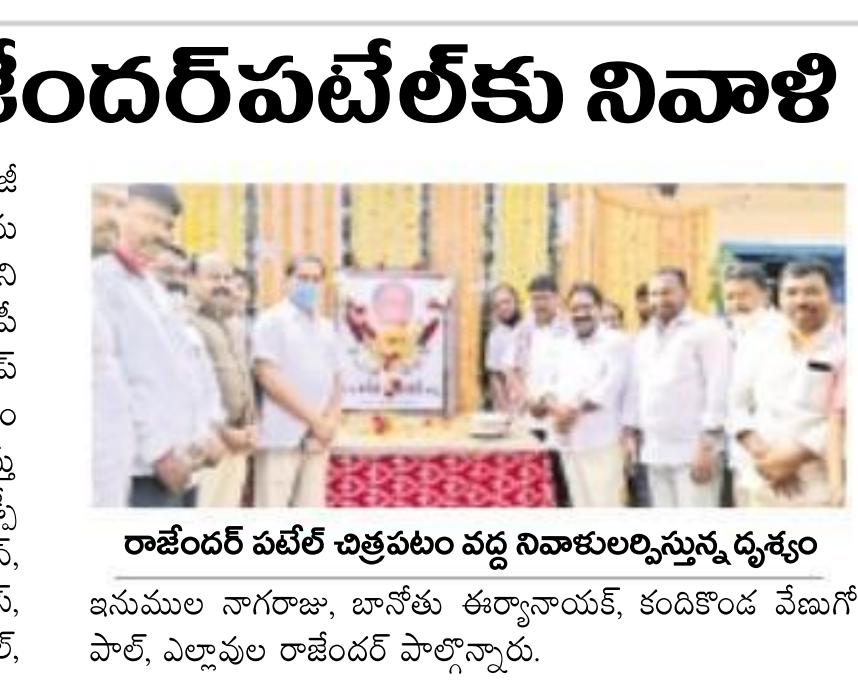 జేందర్‌పటేల్‌కు నివాళి
జీ
ని
పీ
ప్
ం
స్తు
న్,
స్,
ల్,
రాజేందర్ పటేల్ చిత్రపటం వద్ద నివాళులర్పిస్తున్న దృశ్యం
ఇనుముల నాగరాజు, బానోతు ఈర్యానాయక్, కందికొండ వేణుగో
పాల్, ఎల్లావుల రాజేందర్ పాల్గొన్నారు.